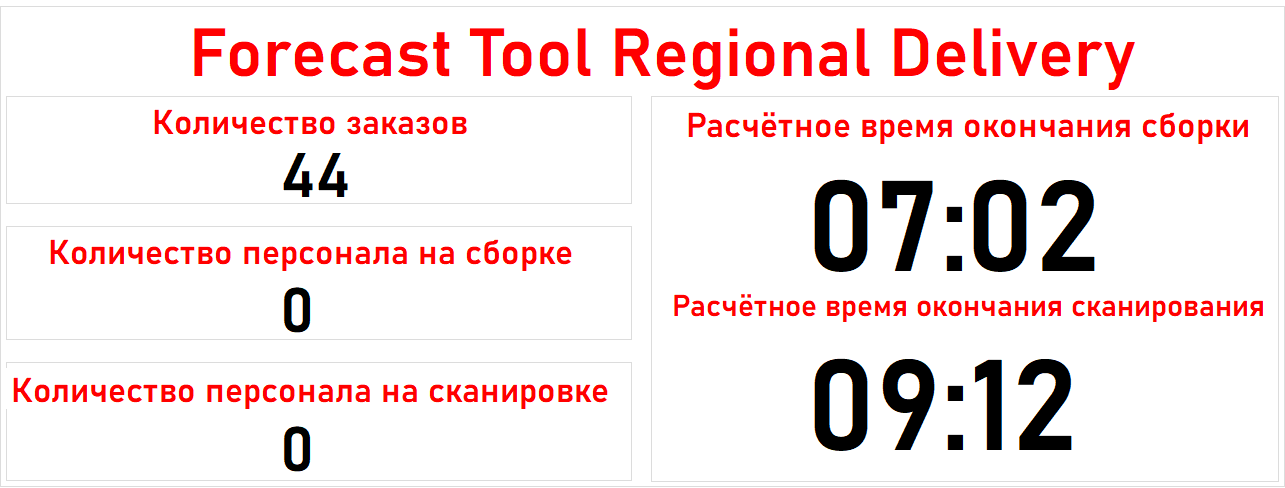 Forecast Tool Regional Delivery
Количество заказов
44
Количество персонала на сборке
0
Количество персонала на сканировке
0
Расчётное время окончания сборки
07:02
Расчётное время окончания сканирования
09:12